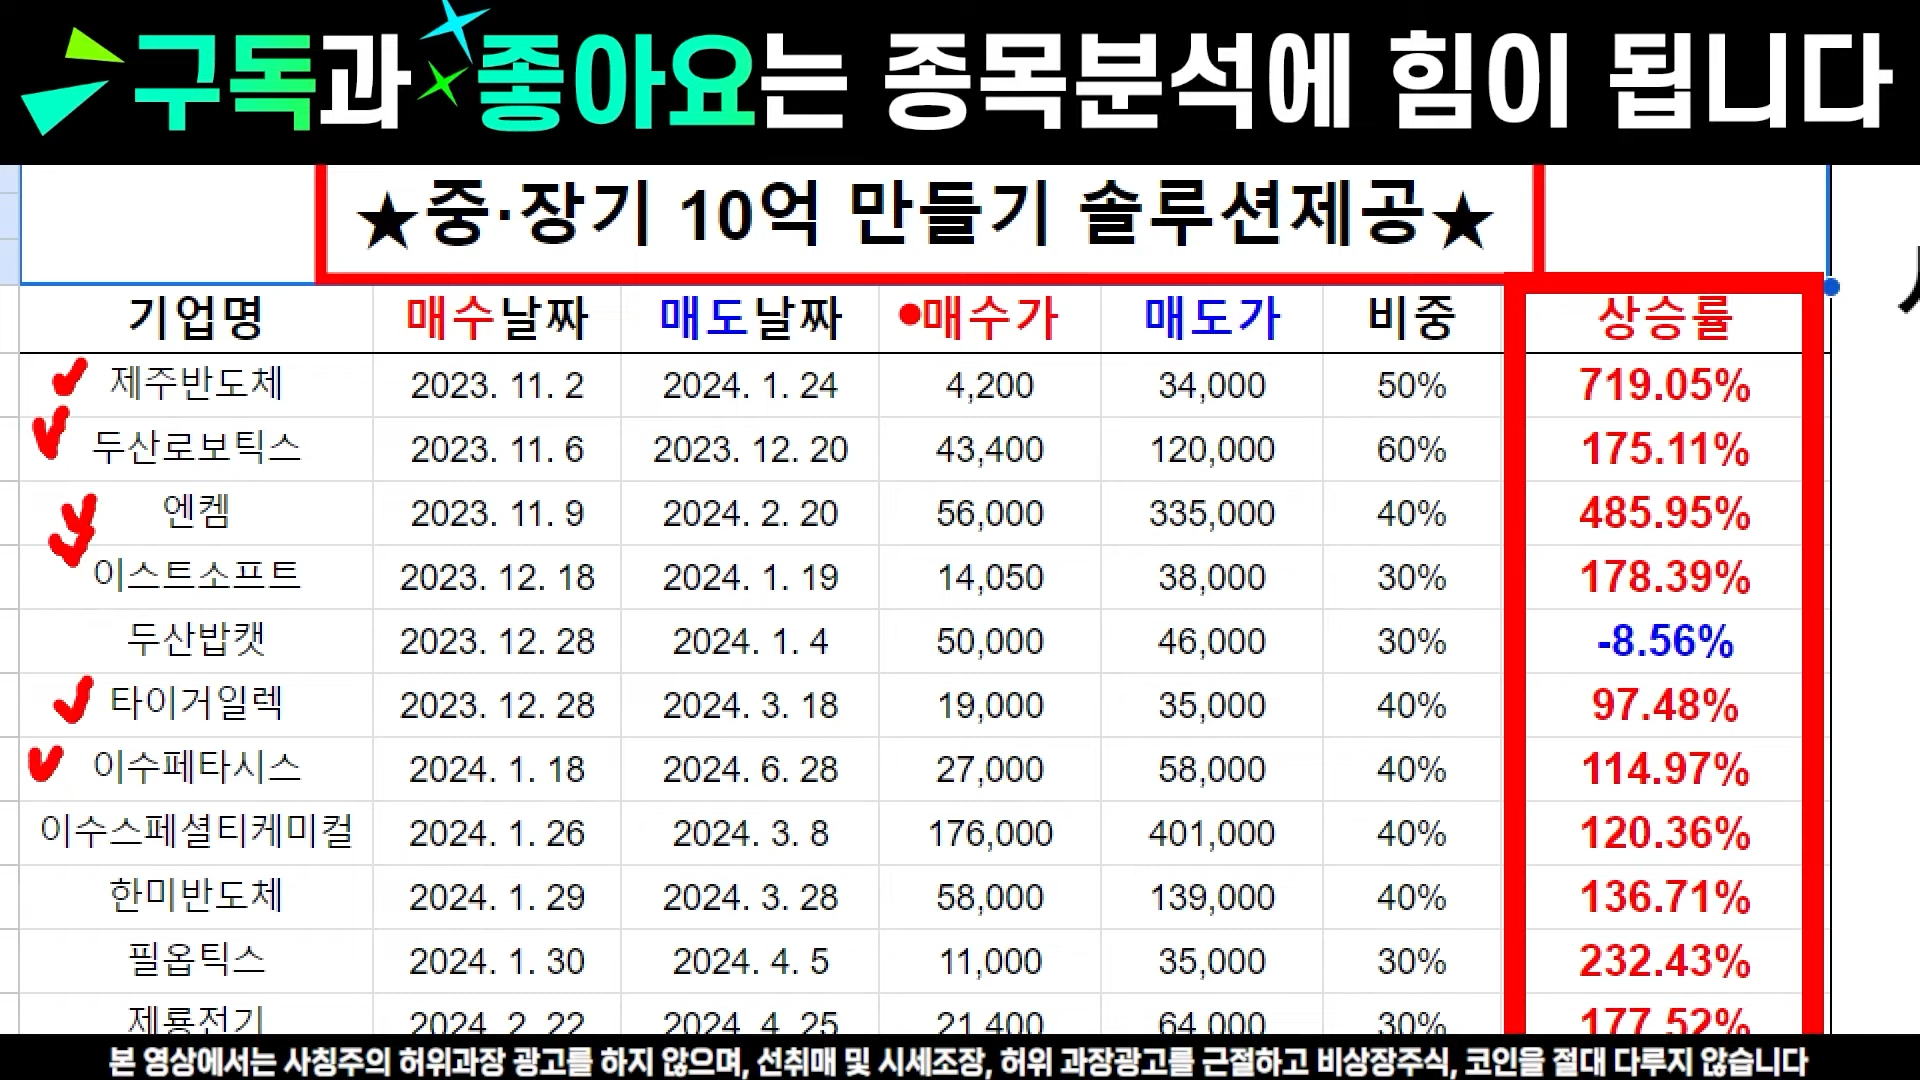 구독과 좋아요는 종목분석에 힘이 됩니다
★중·장기 10억 만들기 솔루션제공★
기업명 매수날짜 매도날짜 ●매수가 매도가 비중 상승률
제주반도체 2023. 11. 2 2024. 1. 24 4,200 34,000 50% 719.05%
두산로보틱스 2023. 11. 6 2023. 12. 20 43,400 120,000 60% 175.11%
엔켐 2023. 11. 9 2024. 2. 20 56,000 335,000 40% 485.95%
이스트소프트 2023. 12. 18 2024. 1. 19 14,050 38,000 30% 178.39%
두산밥캣 2023. 12. 28 2024. 1. 4 50,000 46,000 30% -8.56%
타이거일렉 2023. 12. 28 2024. 3. 18 19,000 35,000 40% 97.48%
이수페타시스 2024. 1. 18 2024. 6. 28 27,000 58,000 40% 114.97%
이수스페셜티케미컬 2024. 1. 26 2024. 3. 8 176,000 401,000 40% 120.36%
한미반도체 2024. 1. 29 2024. 3. 28 58,000 139,000 40% 136.71%
필옵틱스 2024. 1. 30 2024. 4. 5 11,000 35,000 30% 232.43%
제룡전기 2024. 2. 22 2024. 4. 25 21,400 64,000 30% 177.52%
본 영상에서는 사칭주의 허위과장 광고를 하지 않으며, 선취매 및 시세조장, 허위 과장광고를 근절하고 비상장주식, 코인을 절대 다루지 않습니다